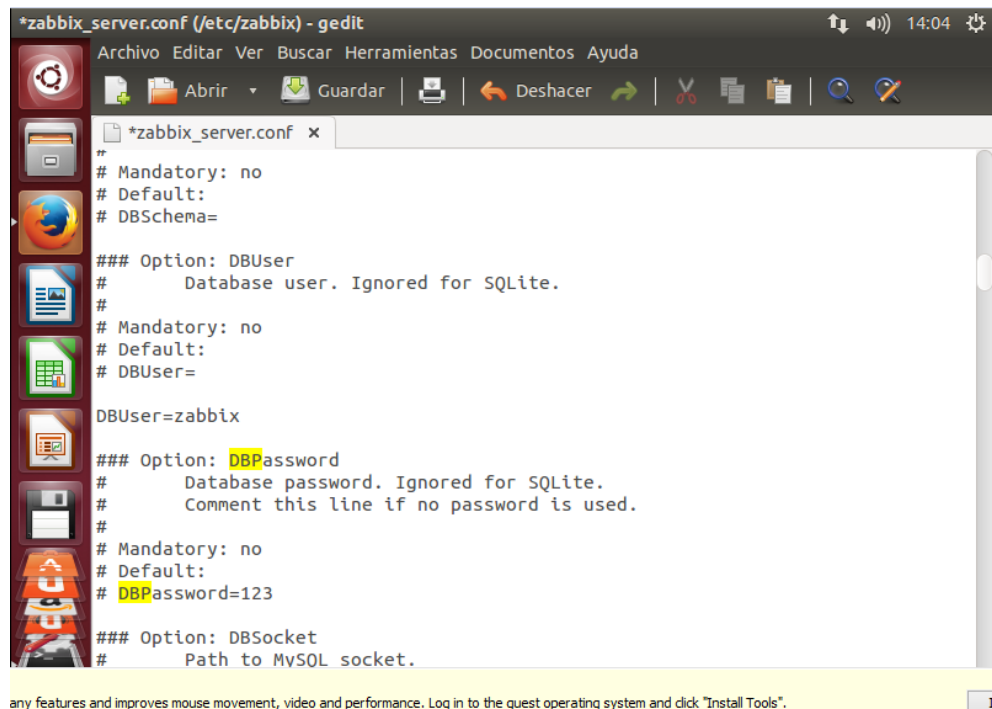 *zabbix_server.conf (/etc/zabbix) - gedit 14:04
Archivo Editar Ver Buscar Herramientas Documentos Ayuda
Abrir Guardar Deshacer
*zabbix_server.conf x
#
# Mandatory: no
# Default:
# DBSchema=
### Option: DBUser
# Database user. Ignored for SQLite.
#
# Mandatory: no
# Default:
# DBUser=
DBUser=zabbix
### Option: DBPassword
# Database password. Ignored for SQLite.
# Comment this line if no password is used.
#
# Mandatory: no
# Default:
# DBPassword=123
### Option: DBSocket
# Path to MySQL socket.
any features and improves mouse movement, video and performance. Log in to the guest operating system and click "Install Tools".